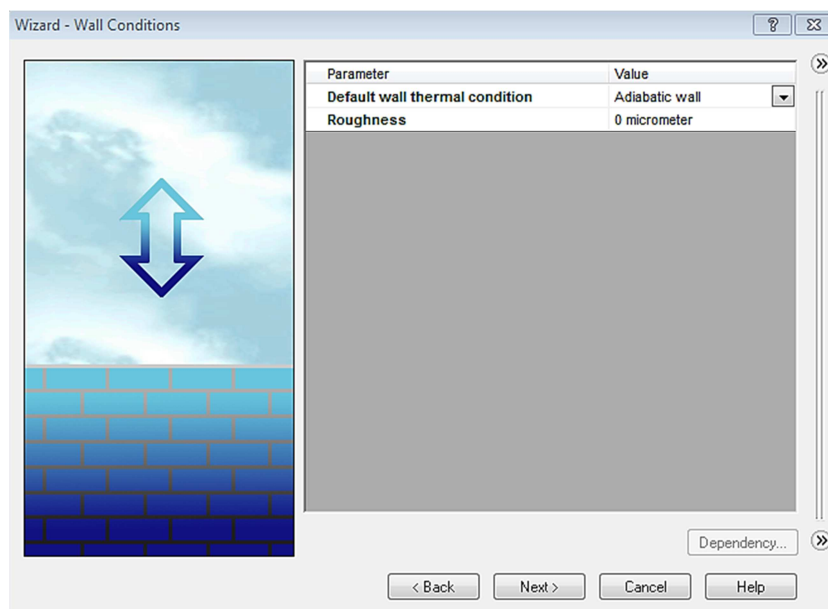 Wizard - Wall Conditions
Parameter Value
Default wall thermal condition Adiabatic wall
Roughness 0 micrometer
Dependency...
< Back Next > Cancel Help